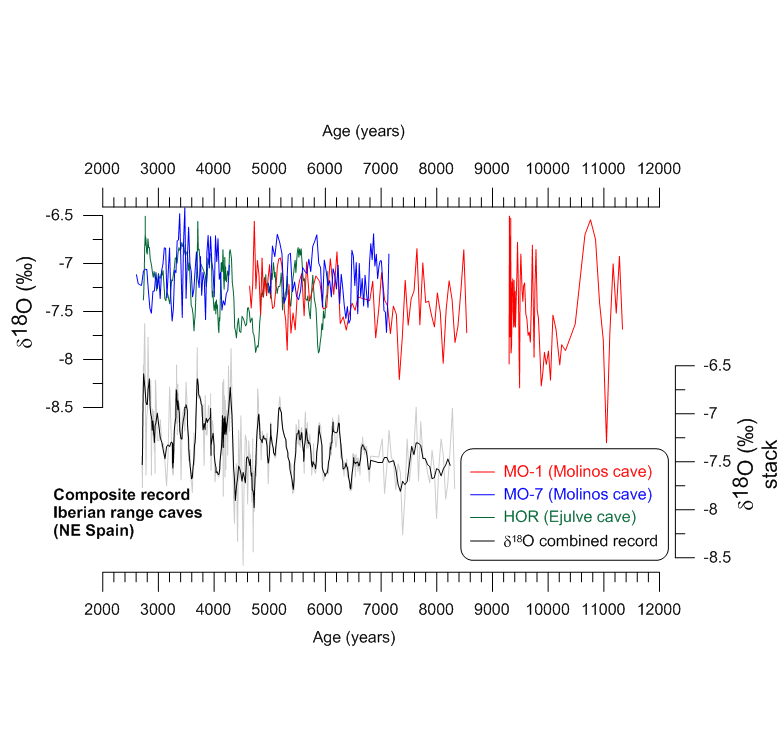 Age (years)
2000 3000 4000 5000 6000 7000 8000 9000 10000 11000 12000
-6.5
-7
-7.5
-8
-8.5
δ18O (‰)
-6.5
-7
-7.5
-8
-8.5
δ18O (‰)
stack
MO-1 (Molinos cave)
MO-7 (Molinos cave)
HOR (Ejulve cave)
δ18O combined record
Composite record
Iberian range caves
(NE Spain)
2000 3000 4000 5000 6000 7000 8000 9000 10000 11000 12000
Age (years)